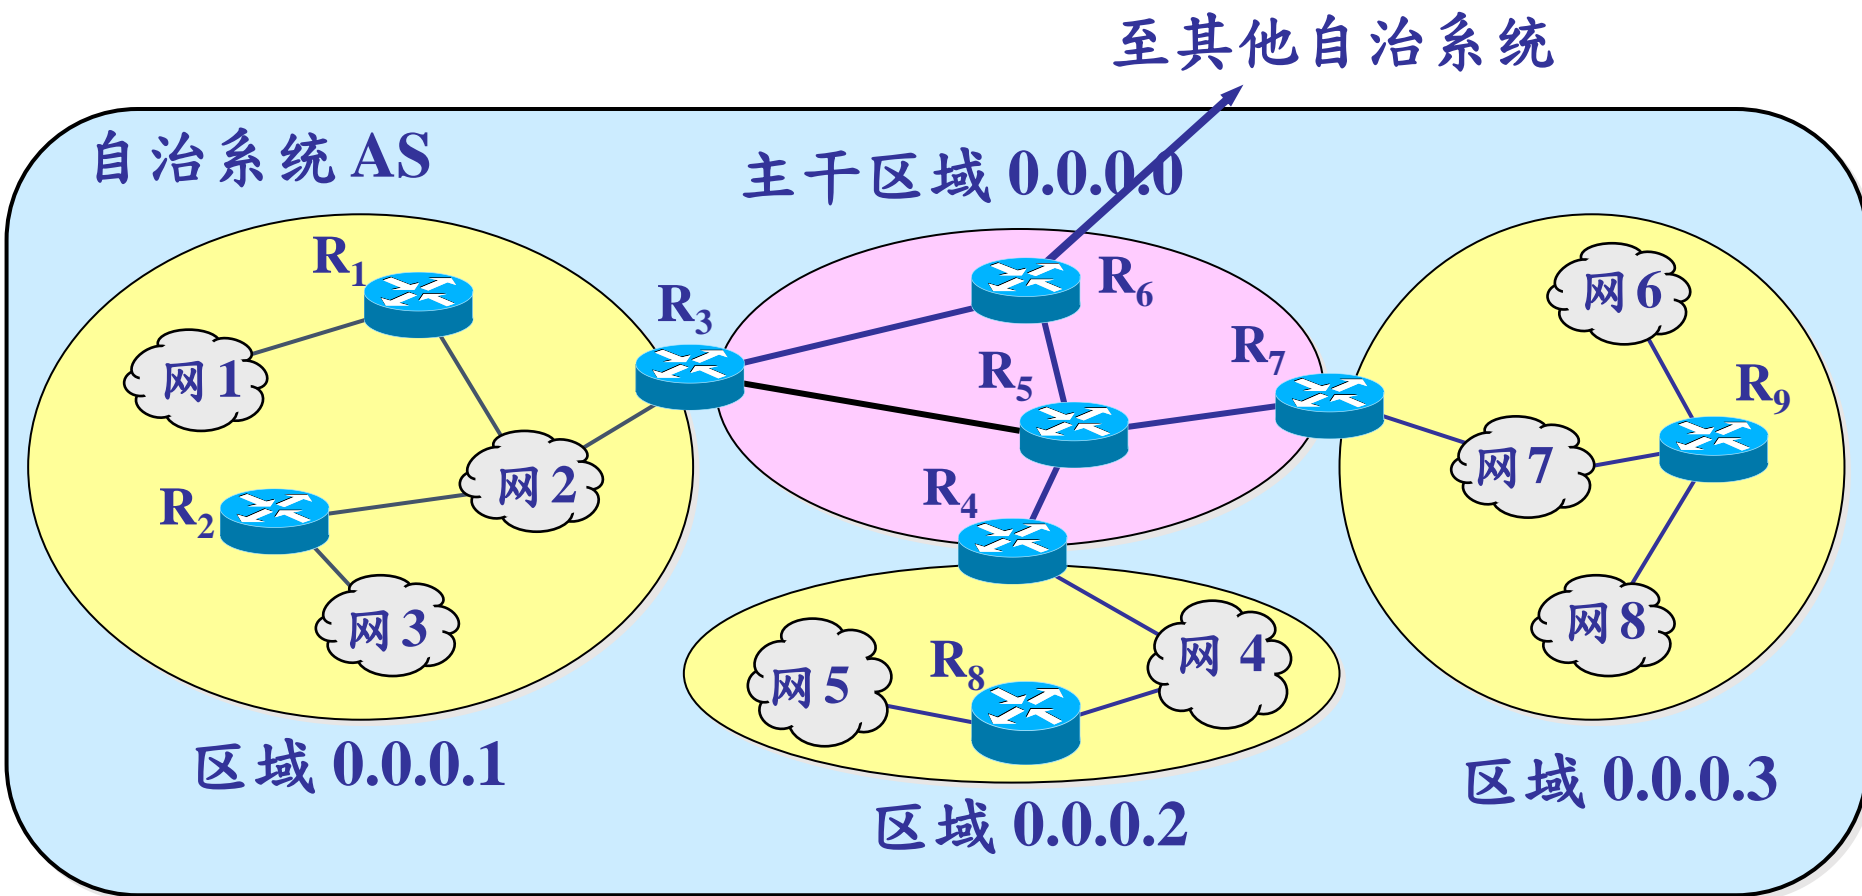 至其他自治系统
自治系统 AS
主干区域 0.0.0.0
R1
R3
R6
网 6
R7
R5
网 1
R9
网 7
网 2
R4
R2
网 3
网 8
网 4
R8
网 5
区域 0.0.0.1
区域 0.0.0.3
区域 0.0.0.2